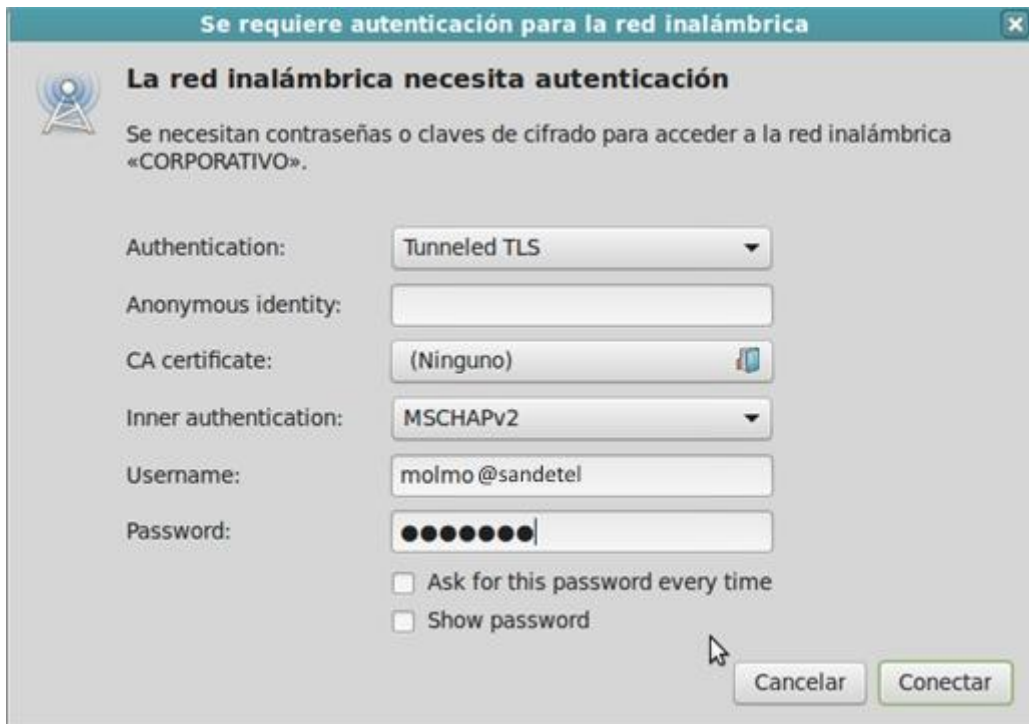 Se requiere autenticación para la red inalámbrica
La red inalámbrica necesita autenticación
Se necesitan contraseñas o claves de cifrado para acceder a la red inalámbrica
«CORPORATIVO».
Authentication: Tunneled TLS
Anonymous identity:
CA certificate: (Ninguno)
Inner authentication: MSCHAPv2
Username: molmo@sandetel
Password: ●●●●●●●
Ask for this password every time
Show password
Cancelar Conectar